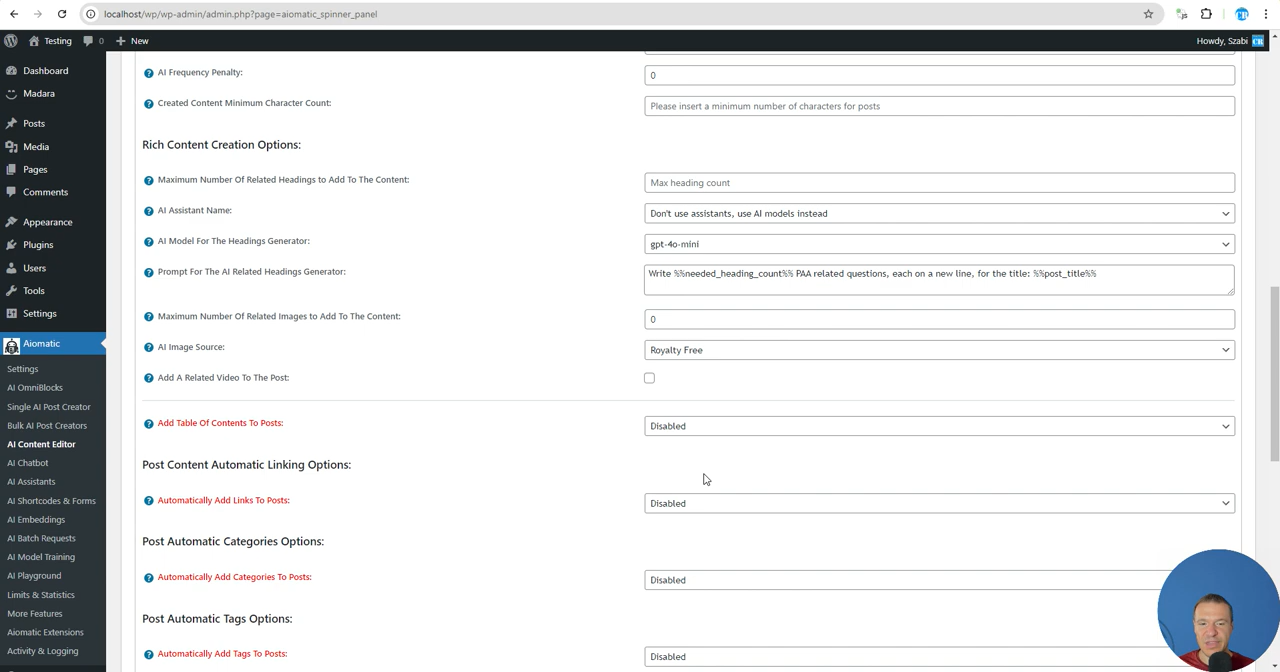 localhost/wp/wp-admin/admin.php?page=aiomatic_spinner_panel
Testing 0 New Howdy, Szabi CR
Dashboard
Madara
Posts
Media
Pages
Comments
Appearance
Plugins
Users
Tools
Settings
Aiomatic
Settings
AI OmniBlocks
Single AI Post Creator
Bulk AI Post Creators
AI Content Editor
AI Chatbot
AI Assistants
AI Shortcodes & Forms
AI Embeddings
AI Batch Requests
AI Model Training
AI Playground
Limits & Statistics
More Features
Aiomatic Extensions
Activity & Logging
AI Frequency Penalty: 0
Created Content Minimum Character Count: Please insert a minimum number of characters for posts
Rich Content Creation Options:
Maximum Number Of Related Headings to Add To The Content: Max heading count
AI Assistant Name: Don't use assistants, use AI models instead
AI Model For The Headings Generator: gpt-4o-mini
Prompt For The AI Related Headings Generator: Write %%needed_heading_count%% PAA related questions, each on a new line, for the title: %%post_title%%
Maximum Number Of Related Images to Add To The Content: 0
AI Image Source: Royalty Free
Add A Related Video To The Post:
Add Table Of Contents To Posts: Disabled
Post Content Automatic Linking Options:
Automatically Add Links To Posts: Disabled
Post Automatic Categories Options:
Automatically Add Categories To Posts: Disabled
Post Automatic Tags Options:
Automatically Add Tags To Posts: Disabled